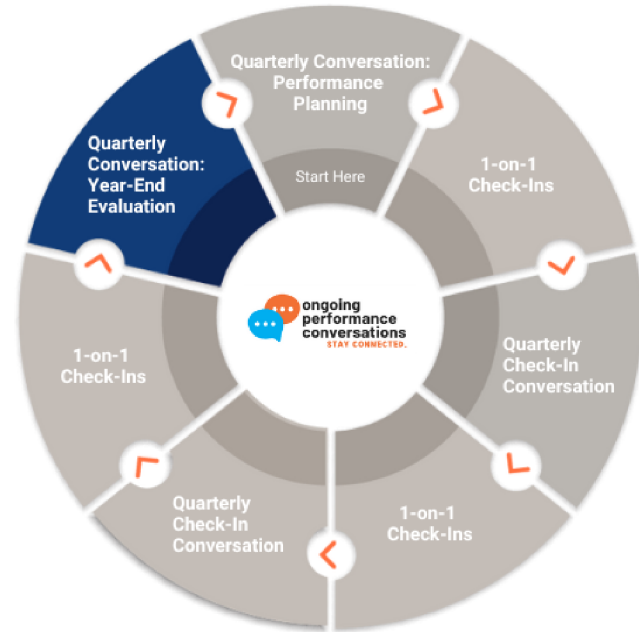 Quarterly Conversation:
Performance
Planning
Start Here
1-on-1
Check-Ins
Quarterly
Check-In
Conversation
1-on-1
Check-Ins
Quarterly
Check-In
Conversation
1-on-1
Check-Ins
Quarterly
Conversation:
Year-End
Evaluation
ongoing
performance
conversations
STAY CONNECTED.